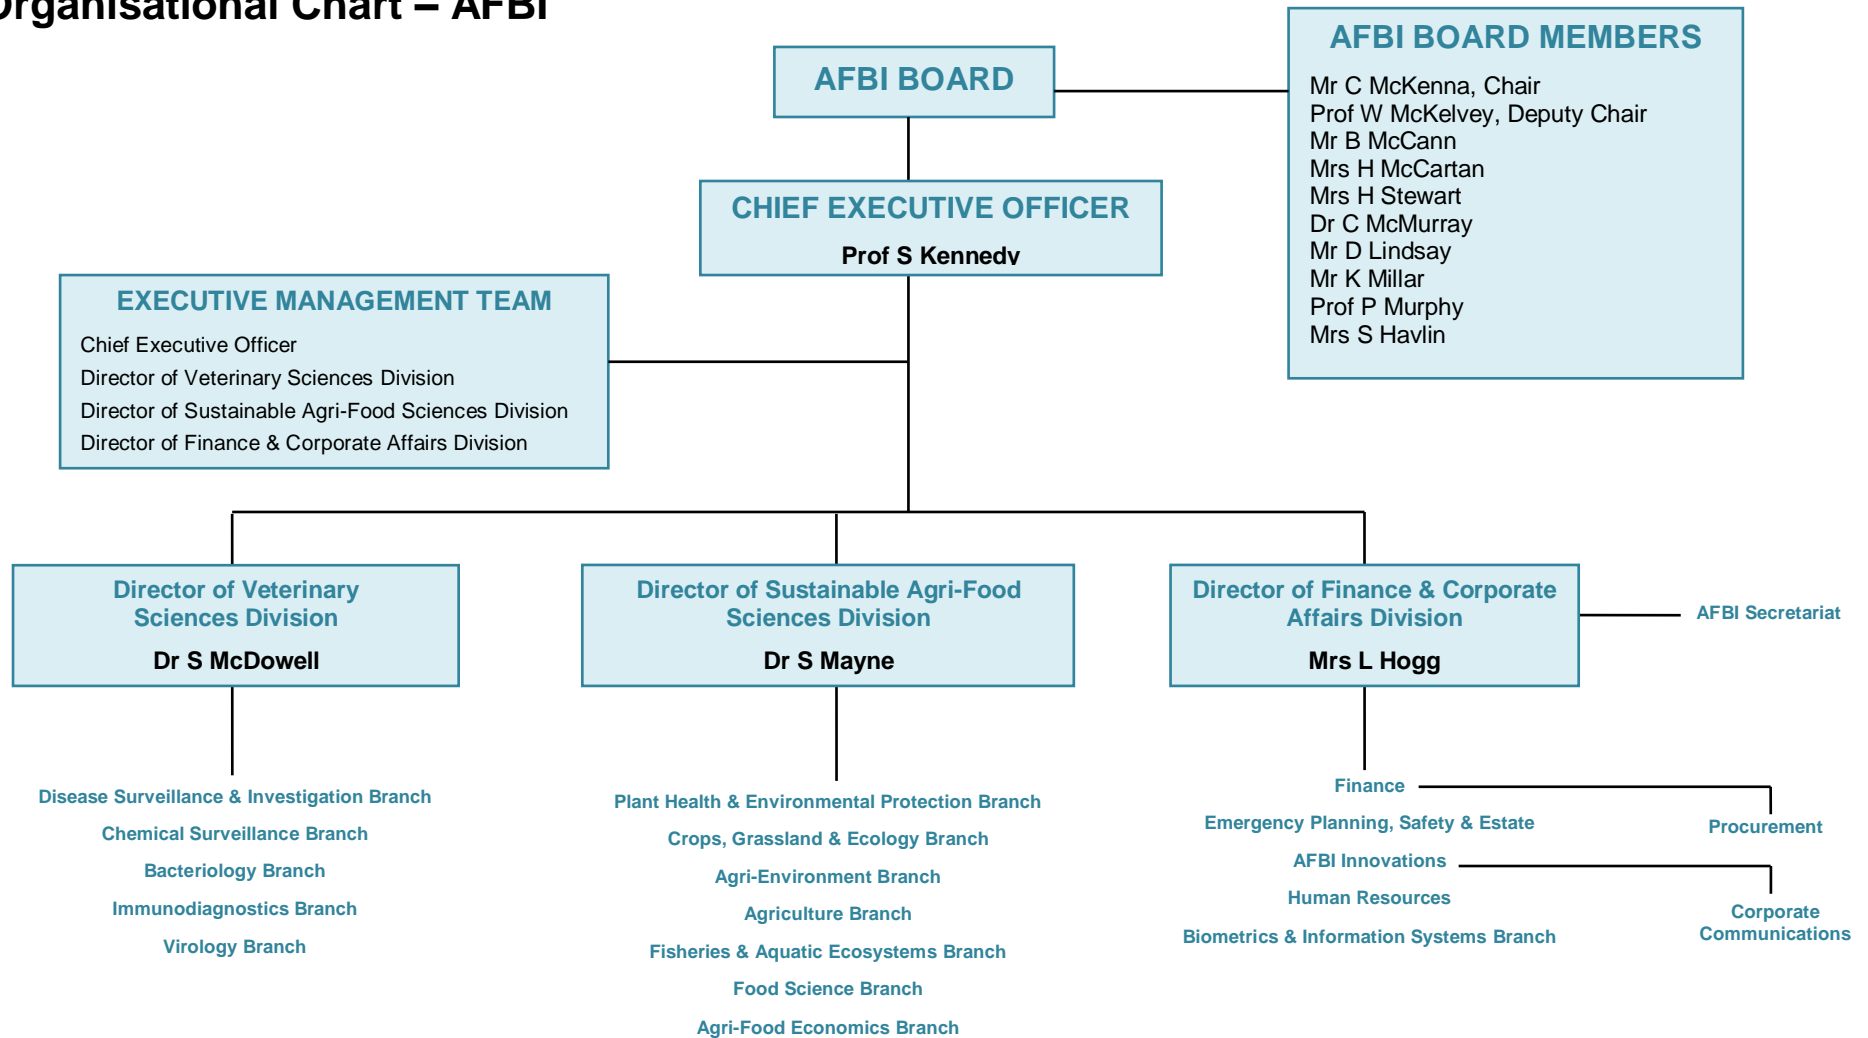 Organisational Chart – AFBI
AFBI BOARD
AFBI BOARD MEMBERS
Mr C McKenna, Chair
Prof W McKelvey, Deputy Chair
Mr B McCann
Mrs H McCartan
Mrs H Stewart
Dr C McMurray
Mr D Lindsay
Mr K Millar
Prof P Murphy
Mrs S Havlin
CHIEF EXECUTIVE OFFICER
Prof S Kennedy
EXECUTIVE MANAGEMENT TEAM
Chief Executive Officer
Director of Veterinary Sciences Division
Director of Sustainable Agri-Food Sciences Division
Director of Finance & Corporate Affairs Division
Director of Veterinary
Sciences Division
Dr S McDowell
Director of Sustainable Agri-Food
Sciences Division
Dr S Mayne
Director of Finance & Corporate
Affairs Division
Mrs L Hogg
AFBI Secretariat
Disease Surveillance & Investigation Branch
Chemical Surveillance Branch
Bacteriology Branch
Immunodiagnostics Branch
Virology Branch
Plant Health & Environmental Protection Branch
Crops, Grassland & Ecology Branch
Agri-Environment Branch
Agriculture Branch
Fisheries & Aquatic Ecosystems Branch
Food Science Branch
Agri-Food Economics Branch
Finance
Emergency Planning, Safety & Estate
AFBI Innovations
Human Resources
Biometrics & Information Systems Branch
Procurement
Corporate
Communications